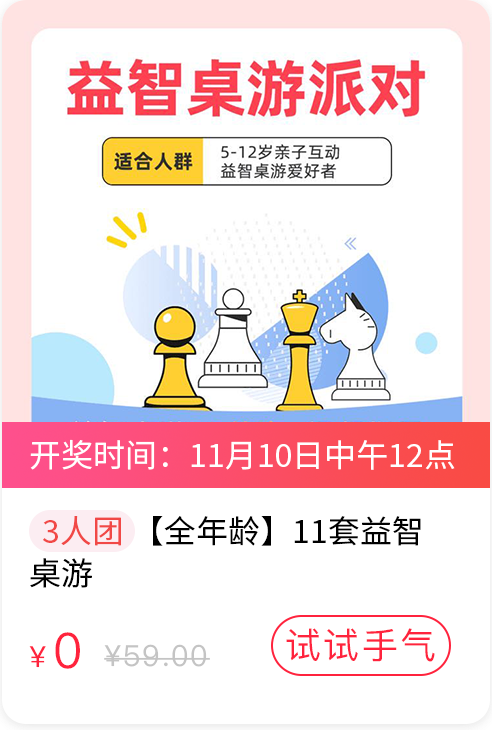 益智桌游派对
适合人群
5-12岁亲子互动
益智桌游爱好者
开奖时间：11月10日中午12点
3人团【全年龄】11套益智
桌游
¥0 ¥59.00
试试手气